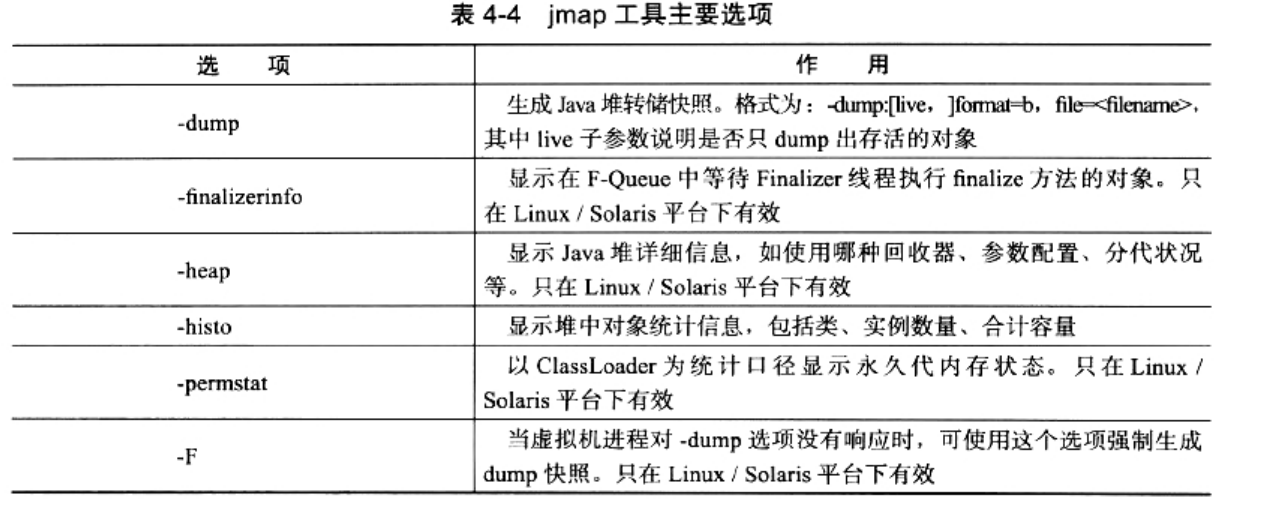 表 4-4 jmap 工具主要选项
选 项
作 用
-dump
生成 Java 堆转储快照。格式为：-dump:[live，]format=b，file=<filename>，
其中 live 子参数说明是否只 dump 出存活的对象
-finalizerinfo
显示在 F-Queue 中等待 Finalizer 线程执行 finalize 方法的对象。只
在 Linux / Solaris 平台下有效
-heap
显示 Java 堆详细信息，如使用哪种回收器、参数配置、分代状况
等。只在 Linux / Solaris 平台下有效
-histo
显示堆中对象统计信息，包括类、实例数量、合计容量
-permstat
以 ClassLoader 为统计口径显示永久代内存状态。只在 Linux /
Solaris 平台下有效
-F
当虚拟机进程对 -dump 选项没有响应时，可使用这个选项强制生成
dump 快照。只在 Linux / Solaris 平台下有效